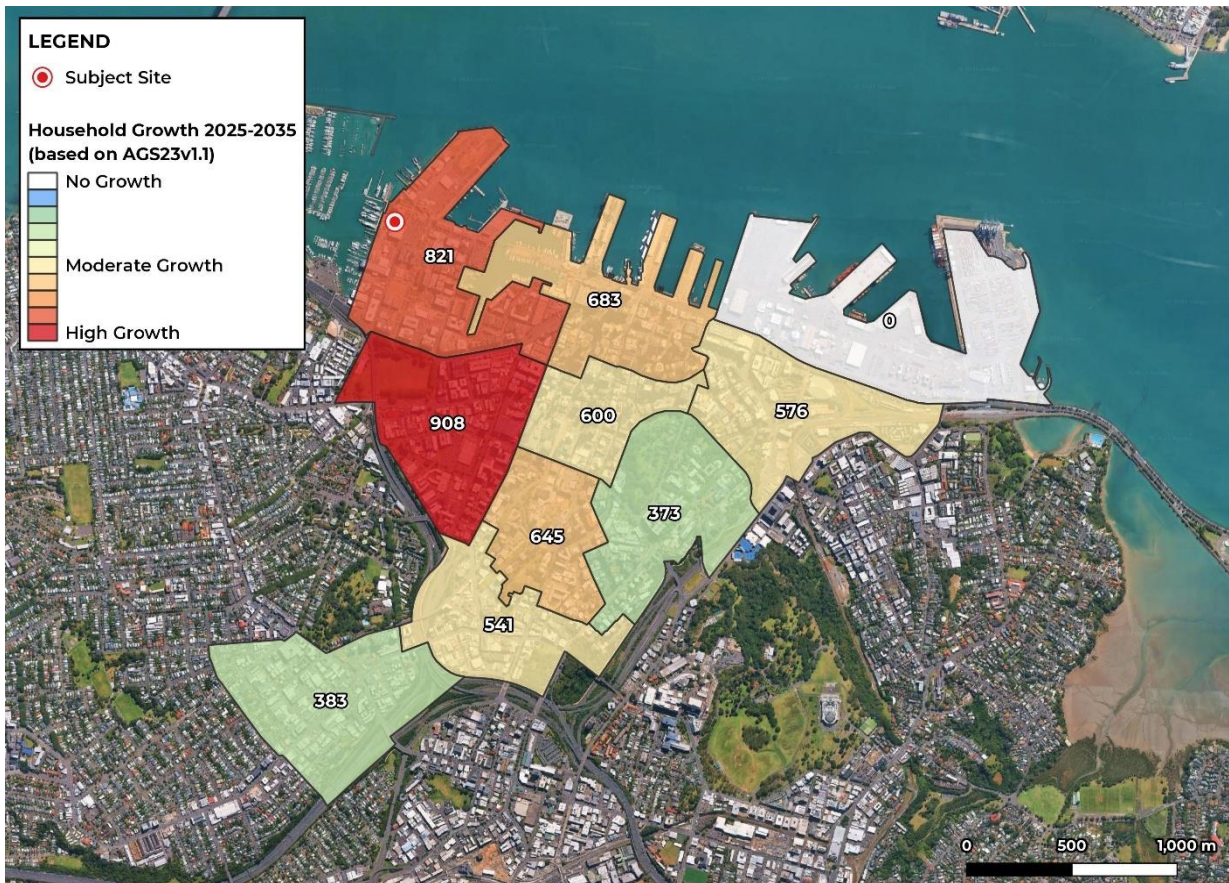 LEGEND
Subject Site
Household Growth 2025-2035
(based on AGS23v1.1)
No Growth
Moderate Growth
High Growth
821
683
0
908
600
576
645
373
541
383
0 500 1,000 m